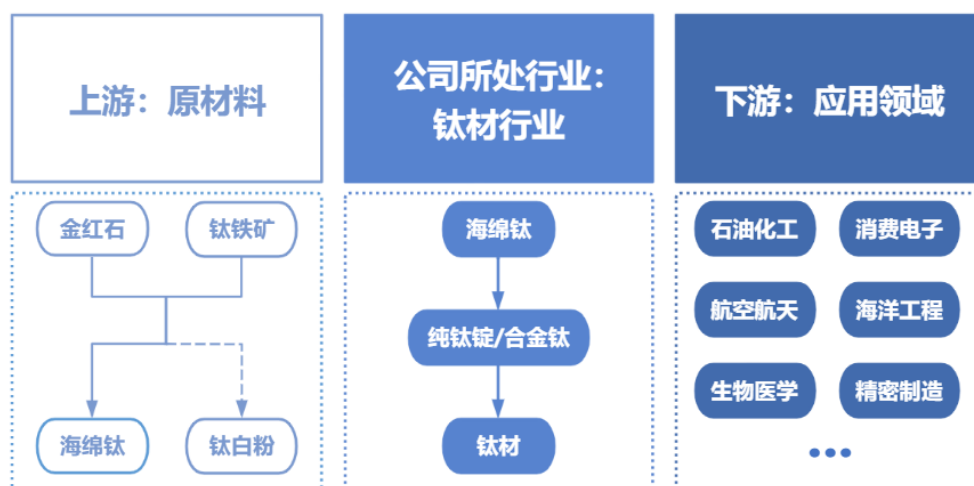 上游：原材料
公司所处行业：
钛材行业
下游：应用领域
金红石
钛铁矿
海绵钛
钛白粉
海绵钛
纯钛锭/合金钛
钛材
石油化工
消费电子
航空航天
海洋工程
生物医学
精密制造
•••